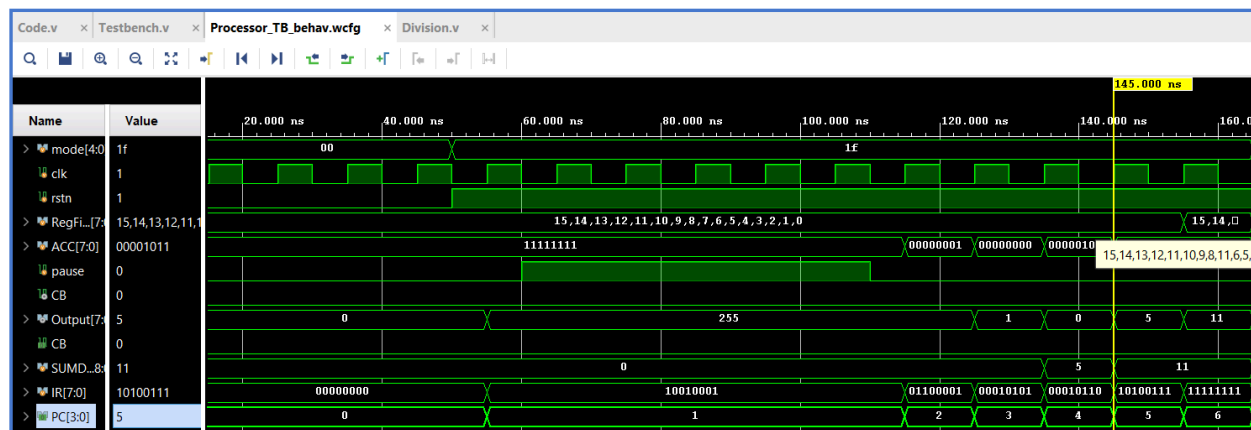 Code.v × Testbench.v × Processor_TB_behav.wcfg × Division.v ×
145.000 ns
Name Value 20.000 ns 40.000 ns 60.000 ns 80.000 ns 100.000 ns 120.000 ns 140.000 ns 160.0
> mode[4:0 1f 00 1f
clk 1
rstn 1
> RegFi...[7:( 15,14,13,12,11,1 15,14,13,12,11,10,9,8,7,6,5,4,3,2,1,0 15,14,
> ACC[7:0] 00001011 11111111 00000001 00000000 0000010
15,14,13,12,11,10,9,8,11,6,5,
pause 0
CB 0
> Output[7:( 5 0 255 1 0 5 11
CB 0
> SUMD...8:( 11 0 5 11
> IR[7:0] 10100111 00000000 10010001 01100001 00010101 00010110 10100111 11111111
> PC[3:0] 5 0 1 2 3 4 5 6